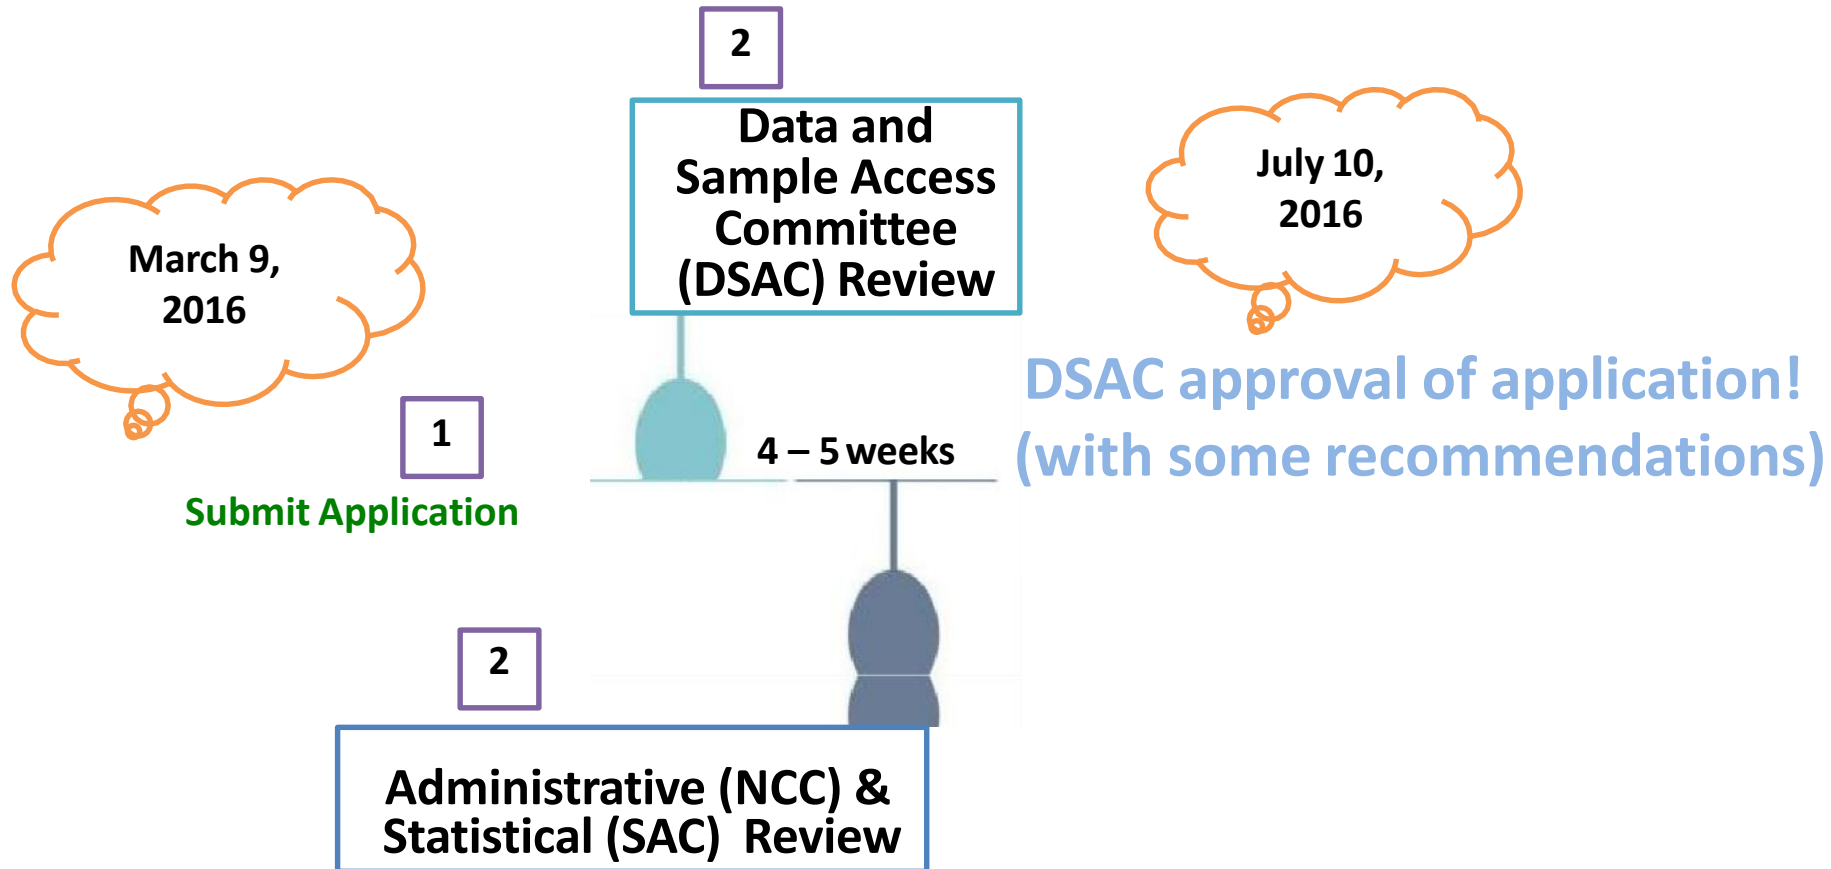 March 9,
2016
1
Submit Application
2
Data and
Sample Access
Committee
(DSAC) Review
4 – 5 weeks
2
Administrative (NCC) &
Statistical (SAC) Review
July 10,
2016
DSAC approval of application!
(with some recommendations)